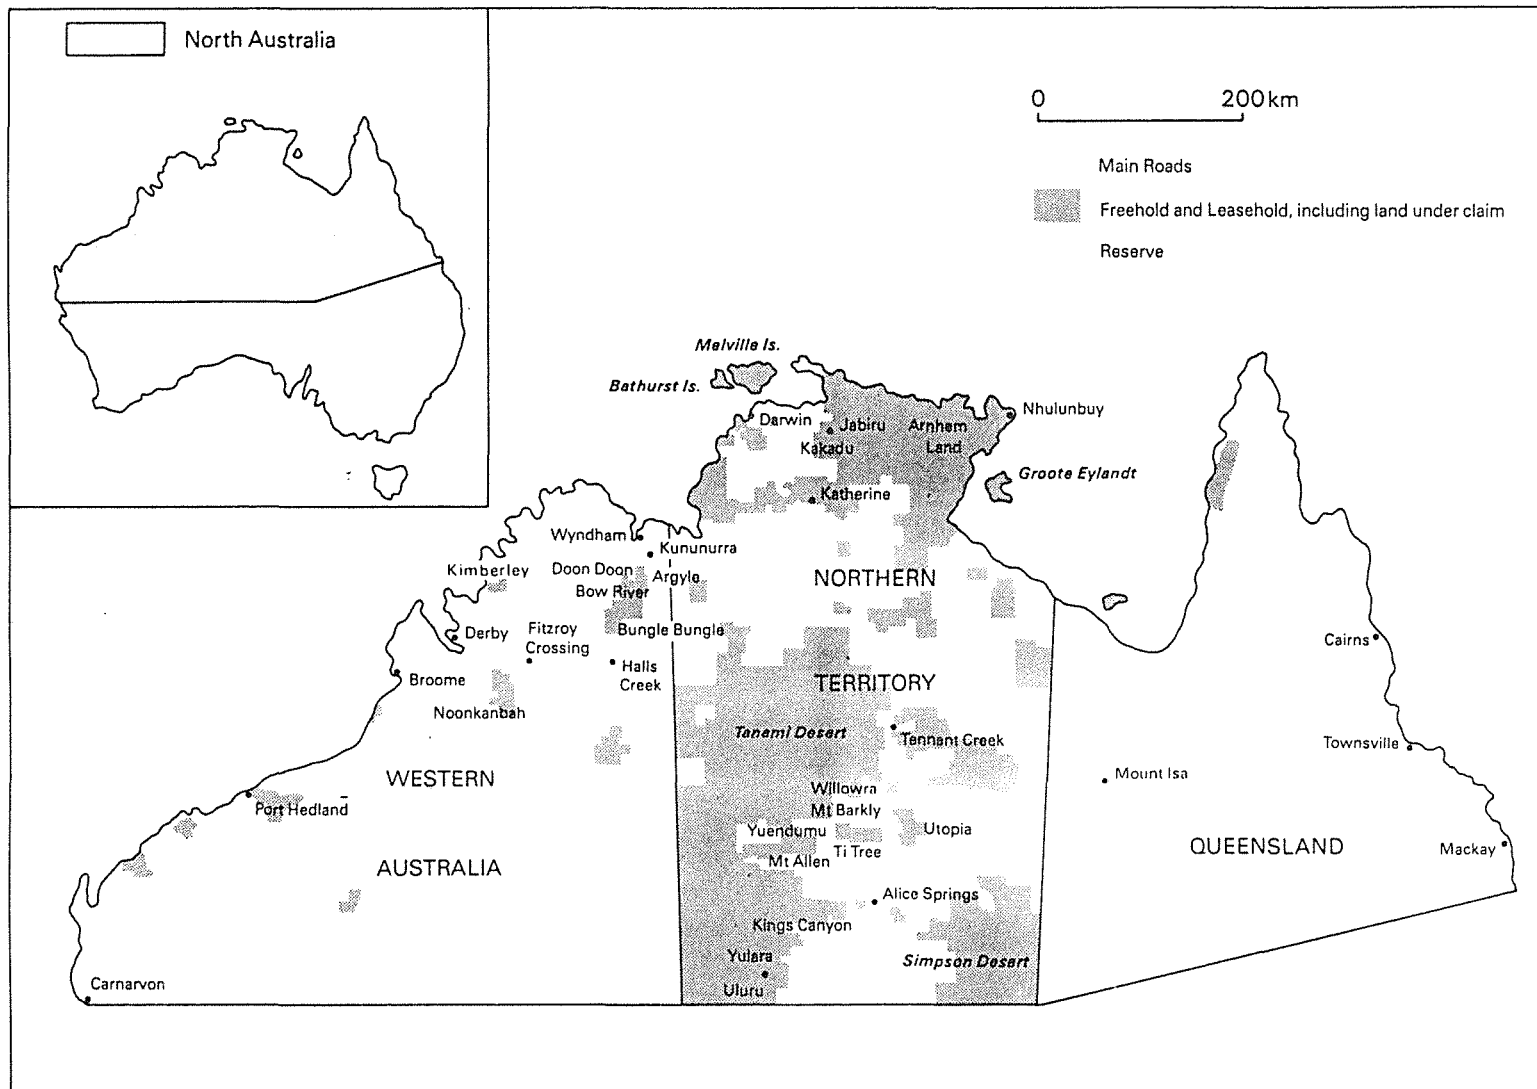 North Australia
0 200 km
Main Roads
Freehold and Leasehold, including land under claim
Reserve
Melville Is.
Bathurst Is.
Darwin
Jabiru
Kakadu
Arnhem
Land
Nhulunbuy
Groote Eylandt
Katherine
Wyndham
Kununurra
Kimberley
Doon Doon
Argyle
Bow River
NORTHERN
Derby
Fitzroy
Crossing
Bungle Bungle
Halls
Creek
Broome
Noonkanbah
TERRITORY
Cairns
Tanami Desert
Tennant Creek
Townsville
WESTERN
Mount Isa
Willowra
Port Hedland
Mt Barkly
Yuendumu
Utopia
Ti Tree
Mt Allen
QUEENSLAND
Mackay
AUSTRALIA
Alice Springs
Kings Canyon
Yulara
Simpson Desert
Uluru
Carnarvon